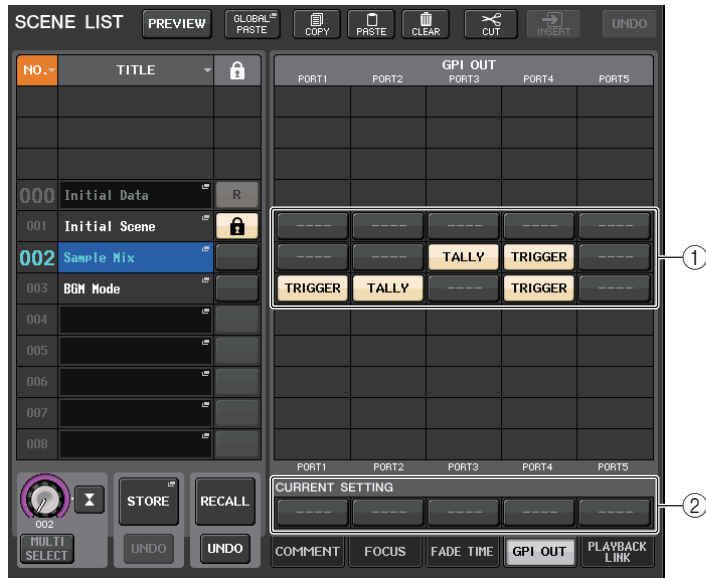 SCENE LIST PREVIEW GLOBAL PASTE COPY PASTE CLEAR CUT INSERT UNDO
NO. TITLE
GPI OUT
PORT1 PORT2 PORT3 PORT4 PORT5
000 Initial Data R
001 Initial Scene ---- ---- ---- ---- ----
002 Sample Mix ---- ---- TALLY TRIGGER ----
003 BGM Mode TRIGGER TALLY ---- TRIGGER ----
004
005
006
007
008
①
PORT1 PORT2 PORT3 PORT4 PORT5
CURRENT SETTING
---- ---- ---- ---- ----
②
002
MULTI SELECT
STORE
UNDO
RECALL
UNDO
COMMENT FOCUS FADE TIME GPI OUT PLAYBACK LINK